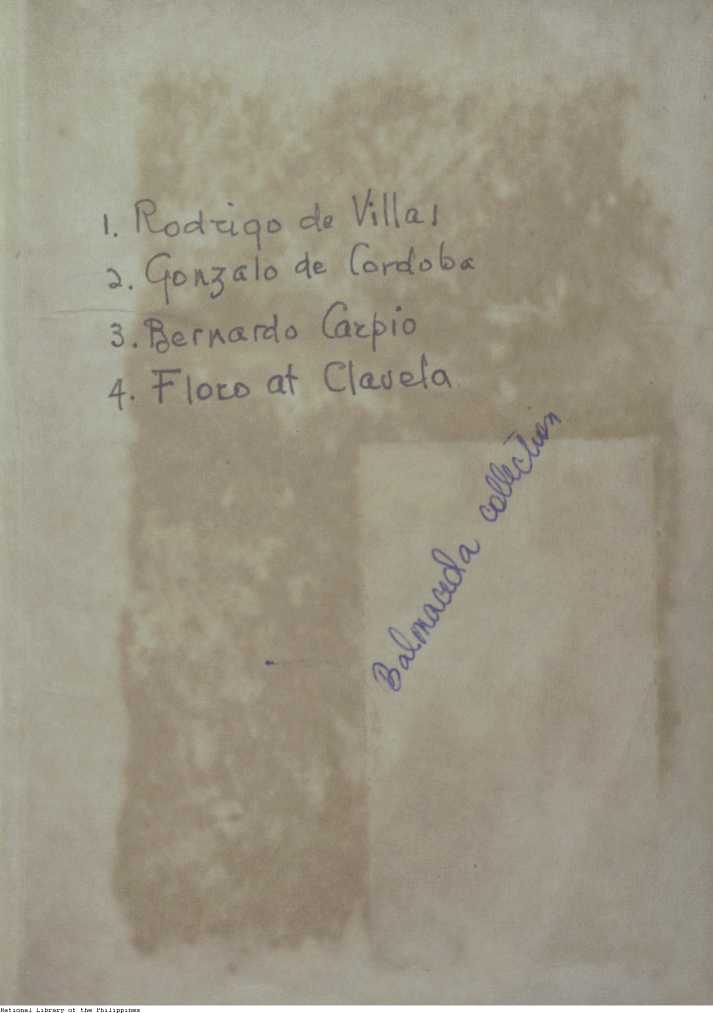 1. Rodrigo de Villas
2. Gonzalo de Cordoba
3. Bernardo Carpio
4. Floro at Clavela
Balmaceda collection
National Library of the Philippines